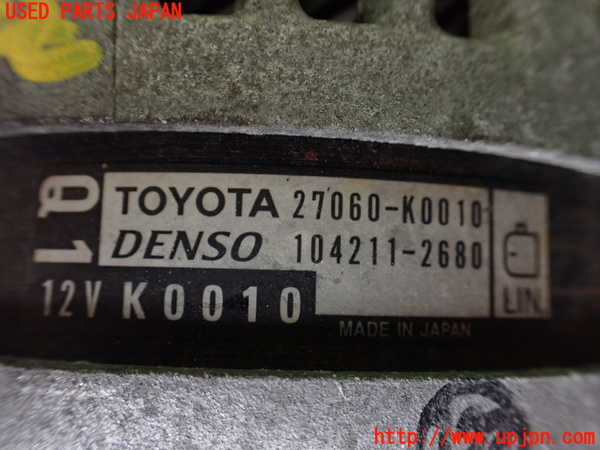 USED PARTS JAPAN
Q1
TOYOTA 27060-K0010
DENSO 104211-2680
12V K0010
LIN
MADE IN JAPAN
http://www.upjpn.com/